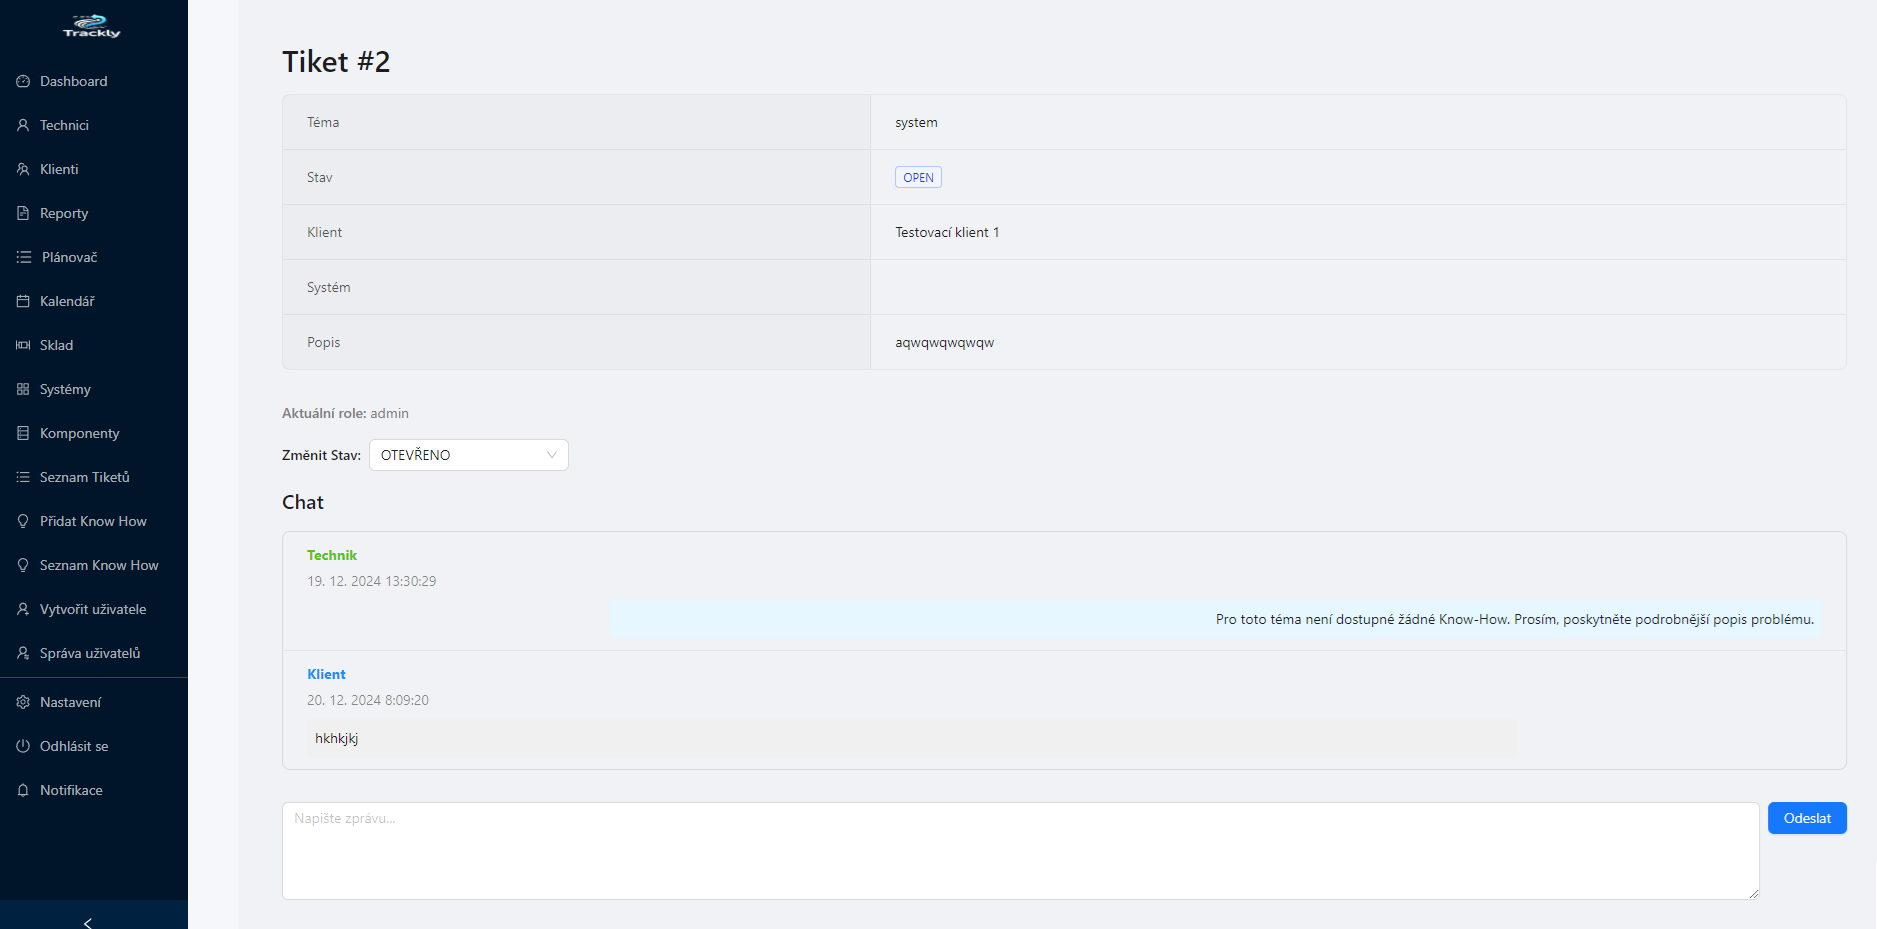 Trackly
Dashboard
Technici
Klienti
Reporty
Plánovač
Kalendář
Sklad
Systémy
Komponenty
Seznam Tiketů
Přidat Know How
Seznam Know How
Vytvořit uživatele
Správa uživatelů
Nastavení
Odhlásit se
Notifikace
Tiket #2
Téma system
Stav OPEN
Klient Testovací klient 1
Systém
Popis aqwqwqwqwqw
Aktuální role: admin
Změnit Stav: OTEVŘENO
Chat
Technik
19. 12. 2024 13:30:29
Pro toto téma není dostupné žádné Know-How. Prosím, poskytněte podrobnější popis problému.
Klient
20. 12. 2024 8:09:20
hkhkjkj
Napište zprávu...
Odeslat